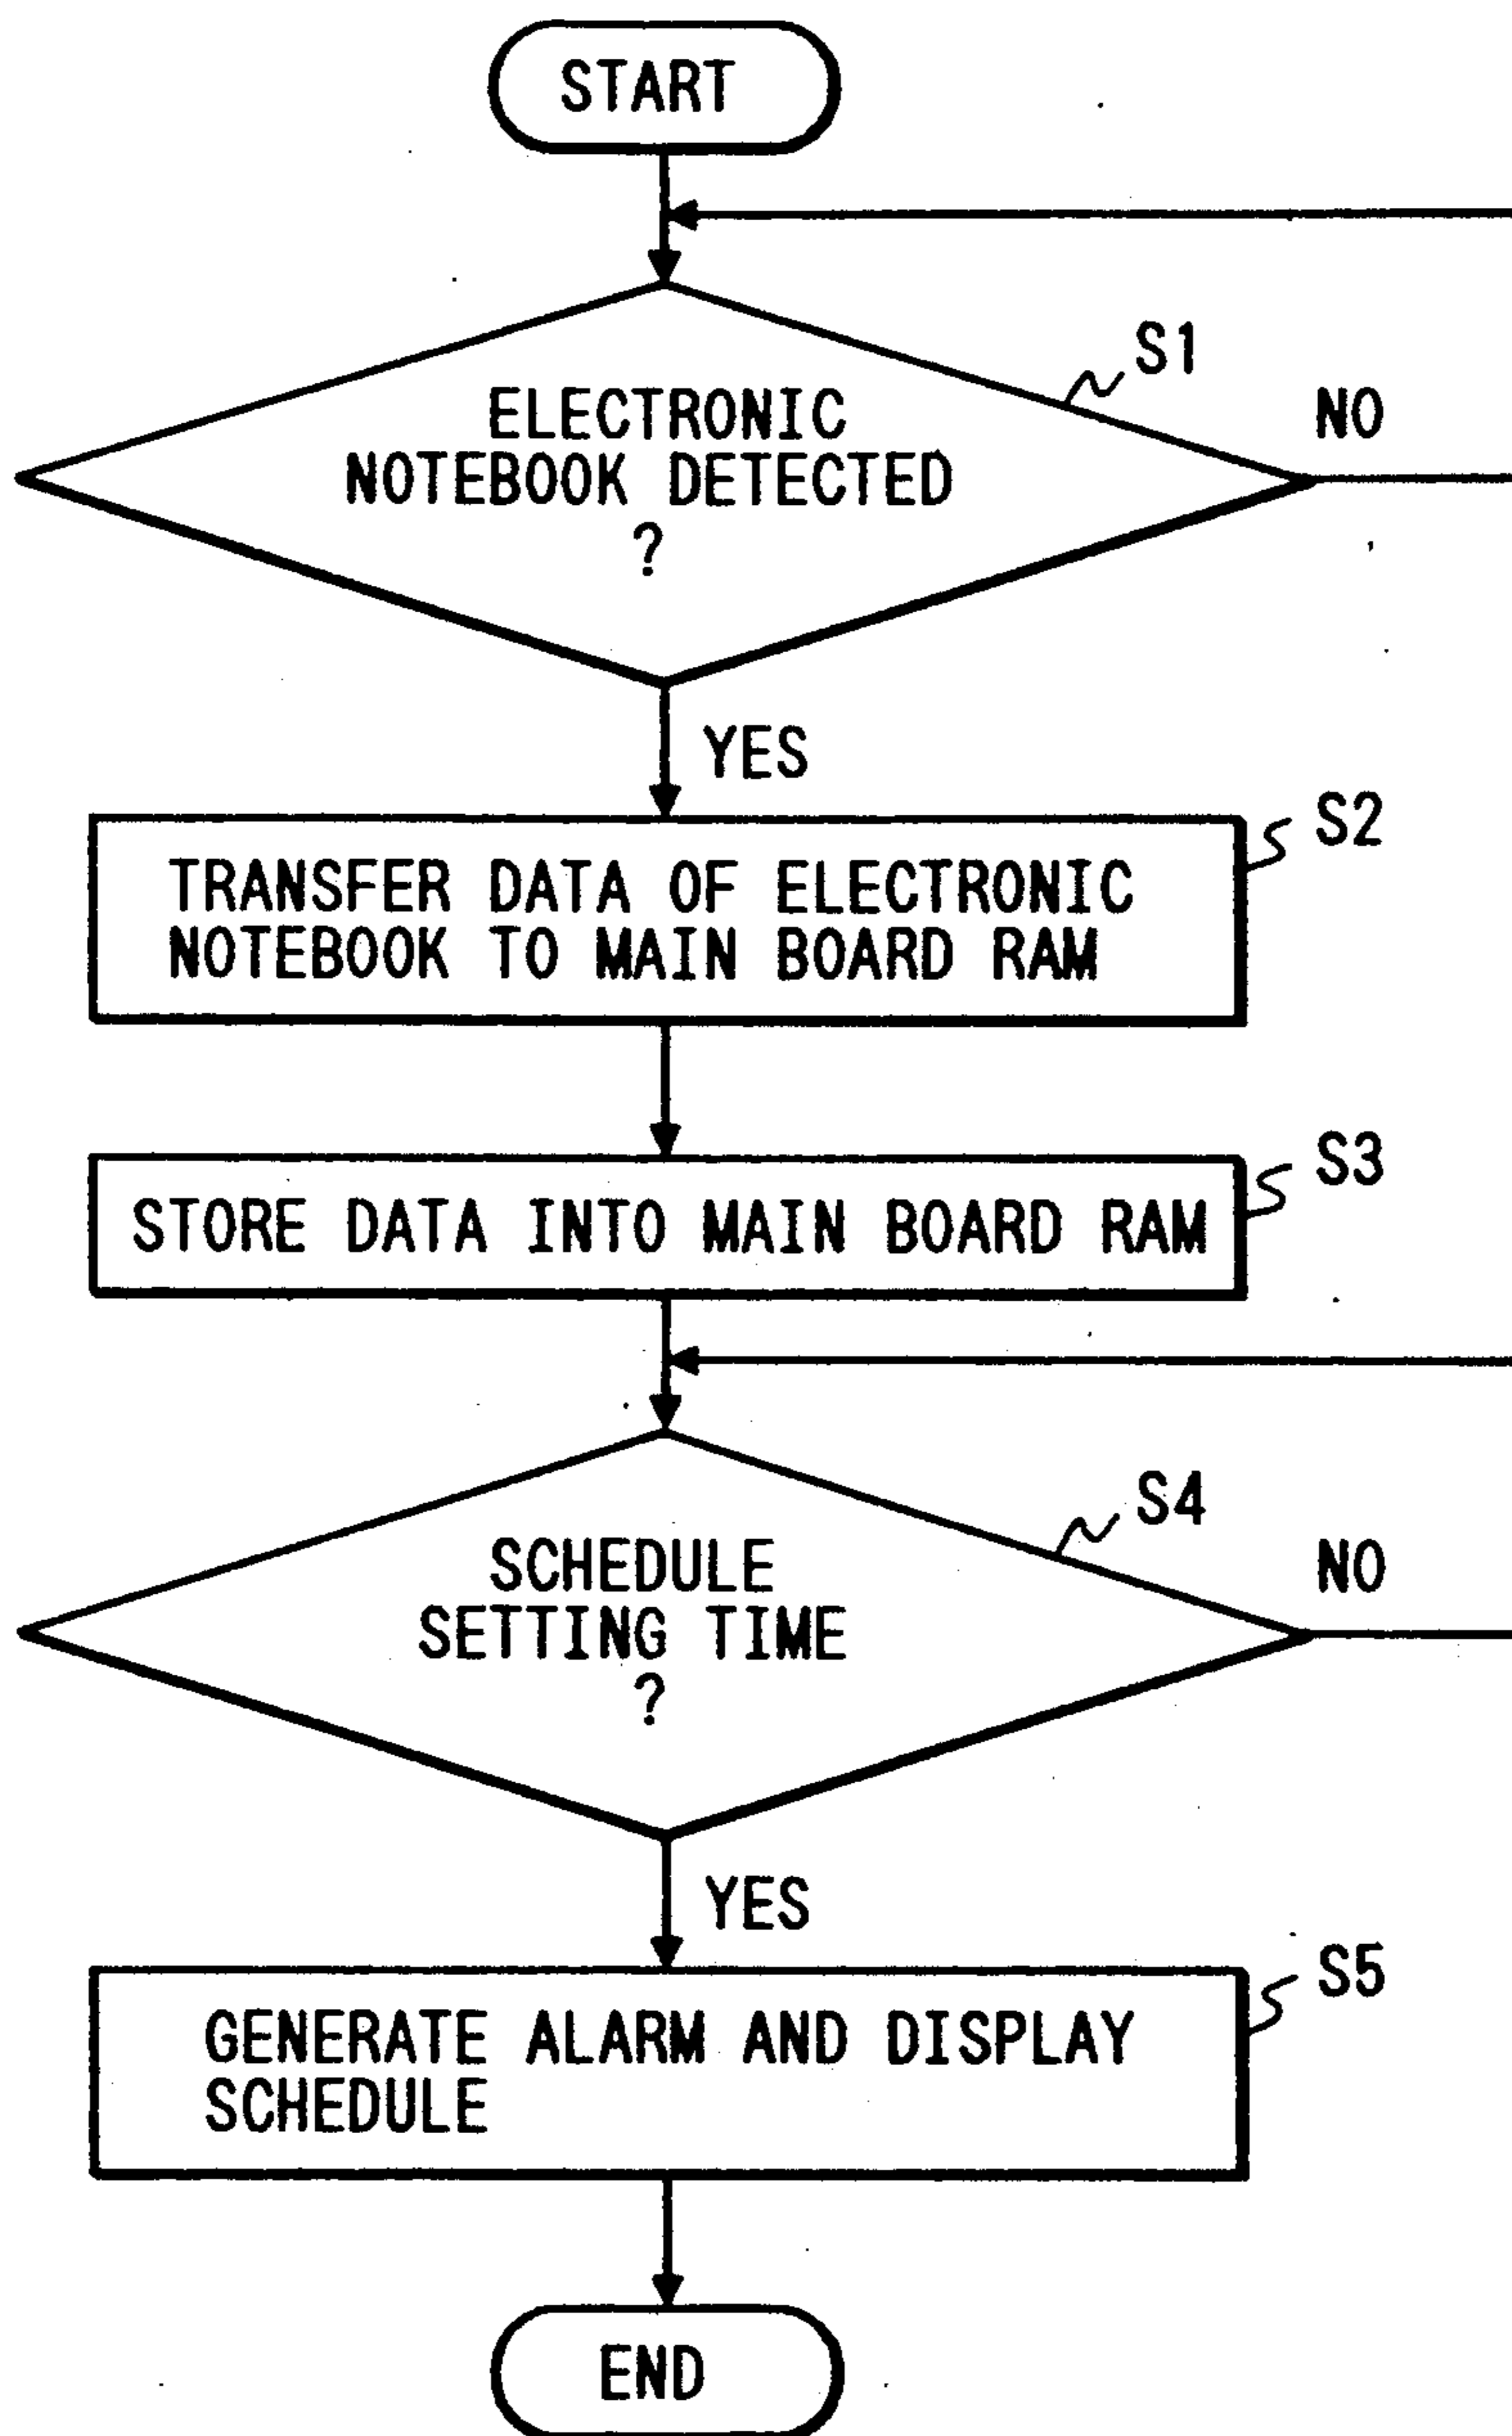 START
S1
NO
ELECTRONIC
NOTEBOOK DETECTED
?
YES
S2
TRANSFER DATA OF ELECTRONIC
NOTEBOOK TO MAIN BOARD RAM
S3
STORE DATA INTO MAIN BOARD RAM
S4
NO
SCHEDULE
SETTING TIME
?
YES
S5
GENERATE ALARM AND DISPLAY
SCHEDULE
END